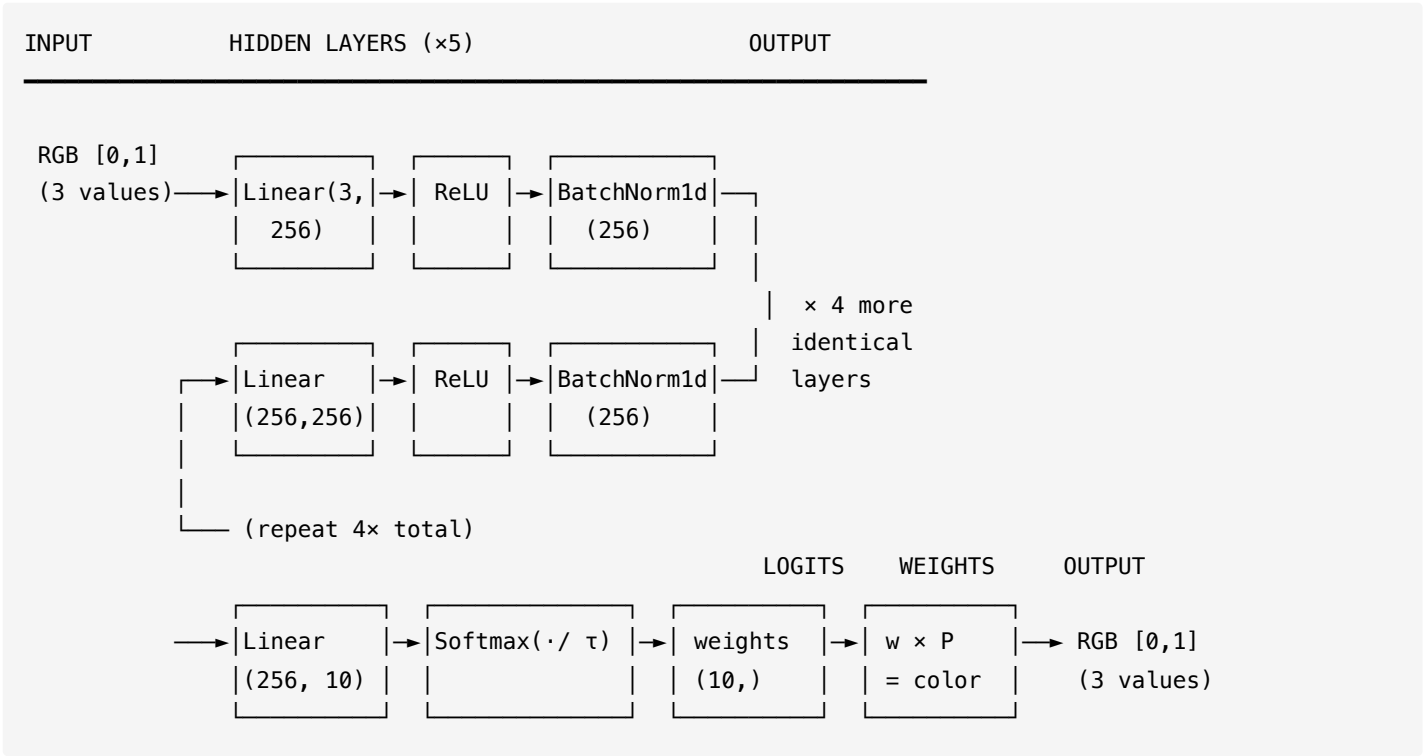 INPUT HIDDEN LAYERS (×5) OUTPUT
RGB [0,1]
(3 values) Linear(3, ReLU BatchNorm1d
256) (256)
× 4 more
identical
Linear ReLU BatchNorm1d layers
(256,256) (256)
(repeat 4× total)
LOGITS WEIGHTS OUTPUT
Linear Softmax(·/ τ) weights w × P RGB [0,1]
(256, 10) (10,) = color (3 values)